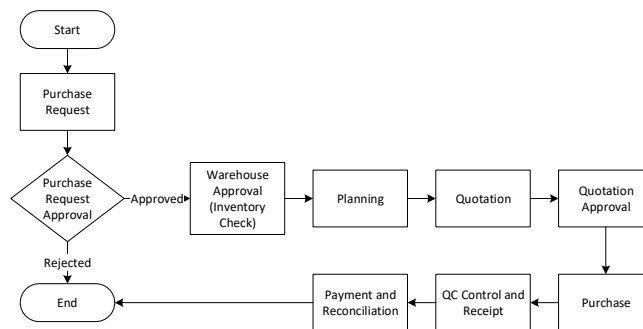 Start
Purchase
Request
Purchase
Request
Approval
Approved
Warehouse
Approval
(Inventory
Check)
Planning
Quotation
Quotation
Approval
Rejected
End
Payment and
Reconciliation
QC Control and
Receipt
Purchase